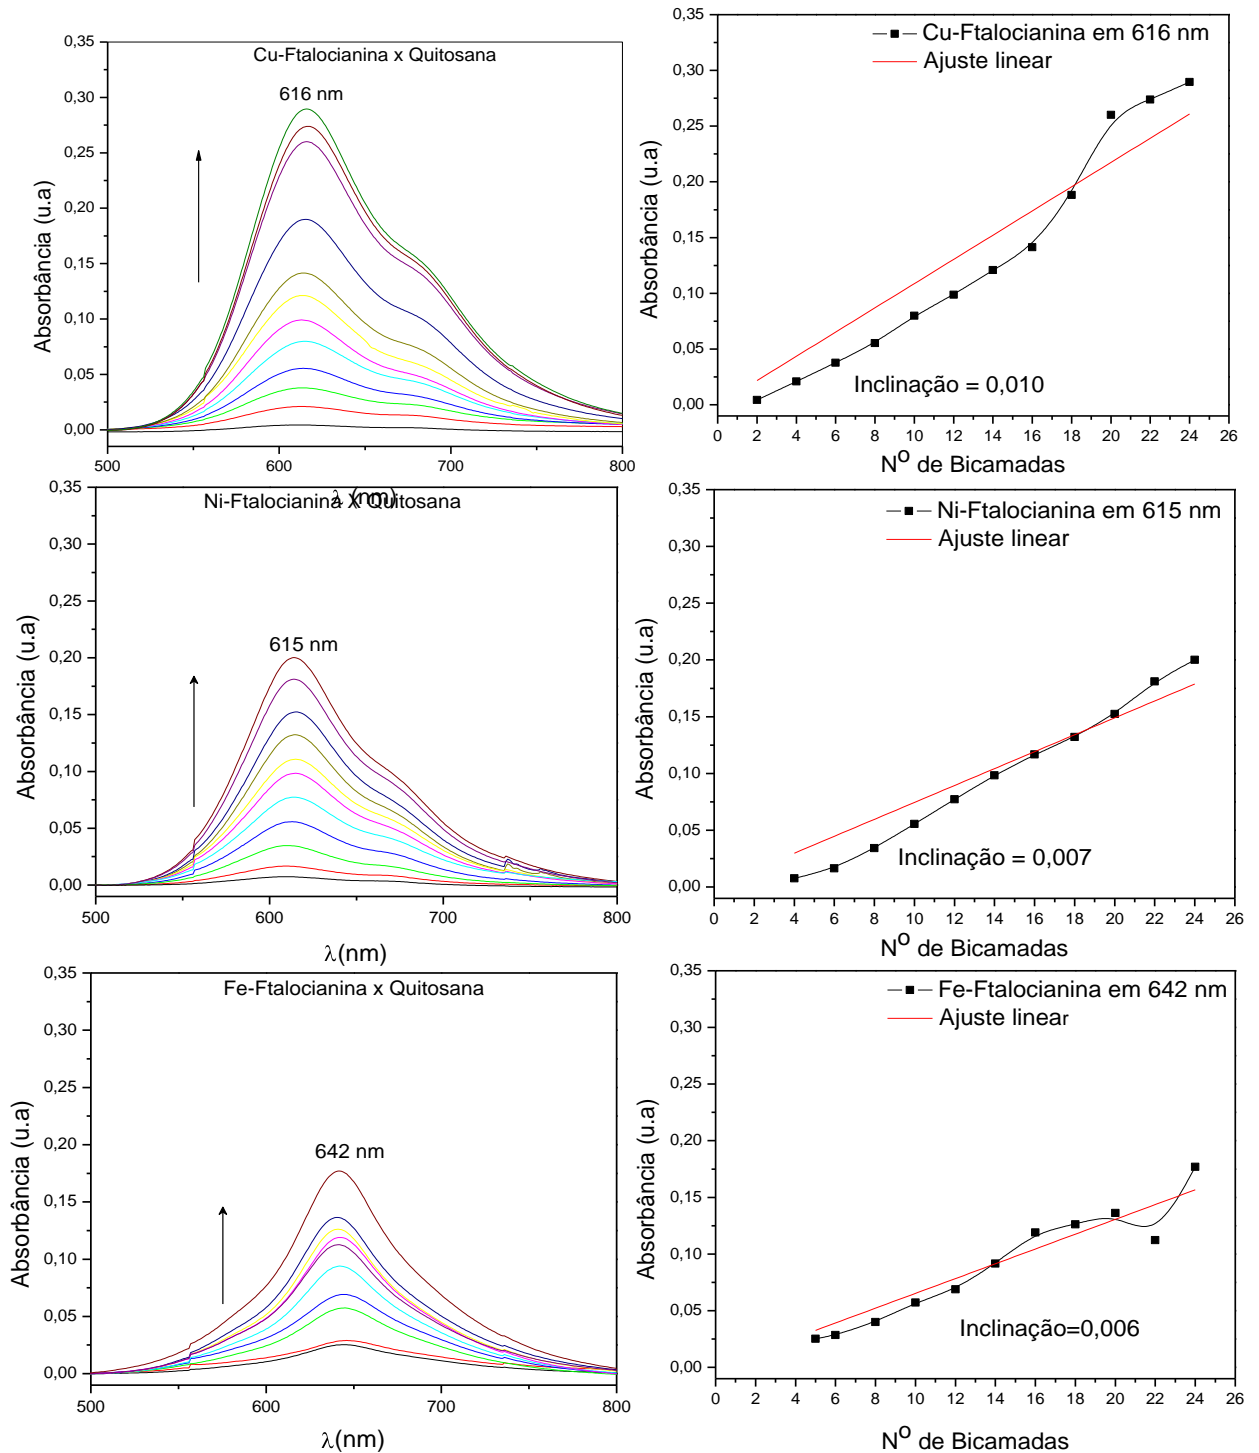 Cu-Ftalocianina x Quitosana
616 nm
Absorbância (u.a)
0,35
0,30
0,25
0,20
0,15
0,10
0,05
0,00
500 600 700 800
λ (nm)
Cu-Ftalocianina em 616 nm
Ajuste linear
Inclinação = 0,010
Absorbância (u.a)
0,35
0,30
0,25
0,20
0,15
0,10
0,05
0,00
0 2 4 6 8 10 12 14 16 18 20 22 24 26
Nº de Bicamadas
Ni-Ftalocianina x Quitosana
615 nm
Absorbância (u.a)
0,35
0,30
0,25
0,20
0,15
0,10
0,05
0,00
500 600 700 800
λ(nm)
Ni-Ftalocianina em 615 nm
Ajuste linear
Inclinação = 0,007
Absorbância (u.a)
0,35
0,30
0,25
0,20
0,15
0,10
0,05
0,00
0 2 4 6 8 10 12 14 16 18 20 22 24 26
Nº de Bicamadas
Fe-Ftalocianina x Quitosana
642 nm
Absorbância (u.a)
0,35
0,30
0,25
0,20
0,15
0,10
0,05
0,00
500 600 700 800
λ(nm)
Fe-Ftalocianina em 642 nm
Ajuste linear
Inclinação=0,006
Absorbância (u.a)
0,35
0,30
0,25
0,20
0,15
0,10
0,05
0,00
0 2 4 6 8 10 12 14 16 18 20 22 24 26
Nº de Bicamadas